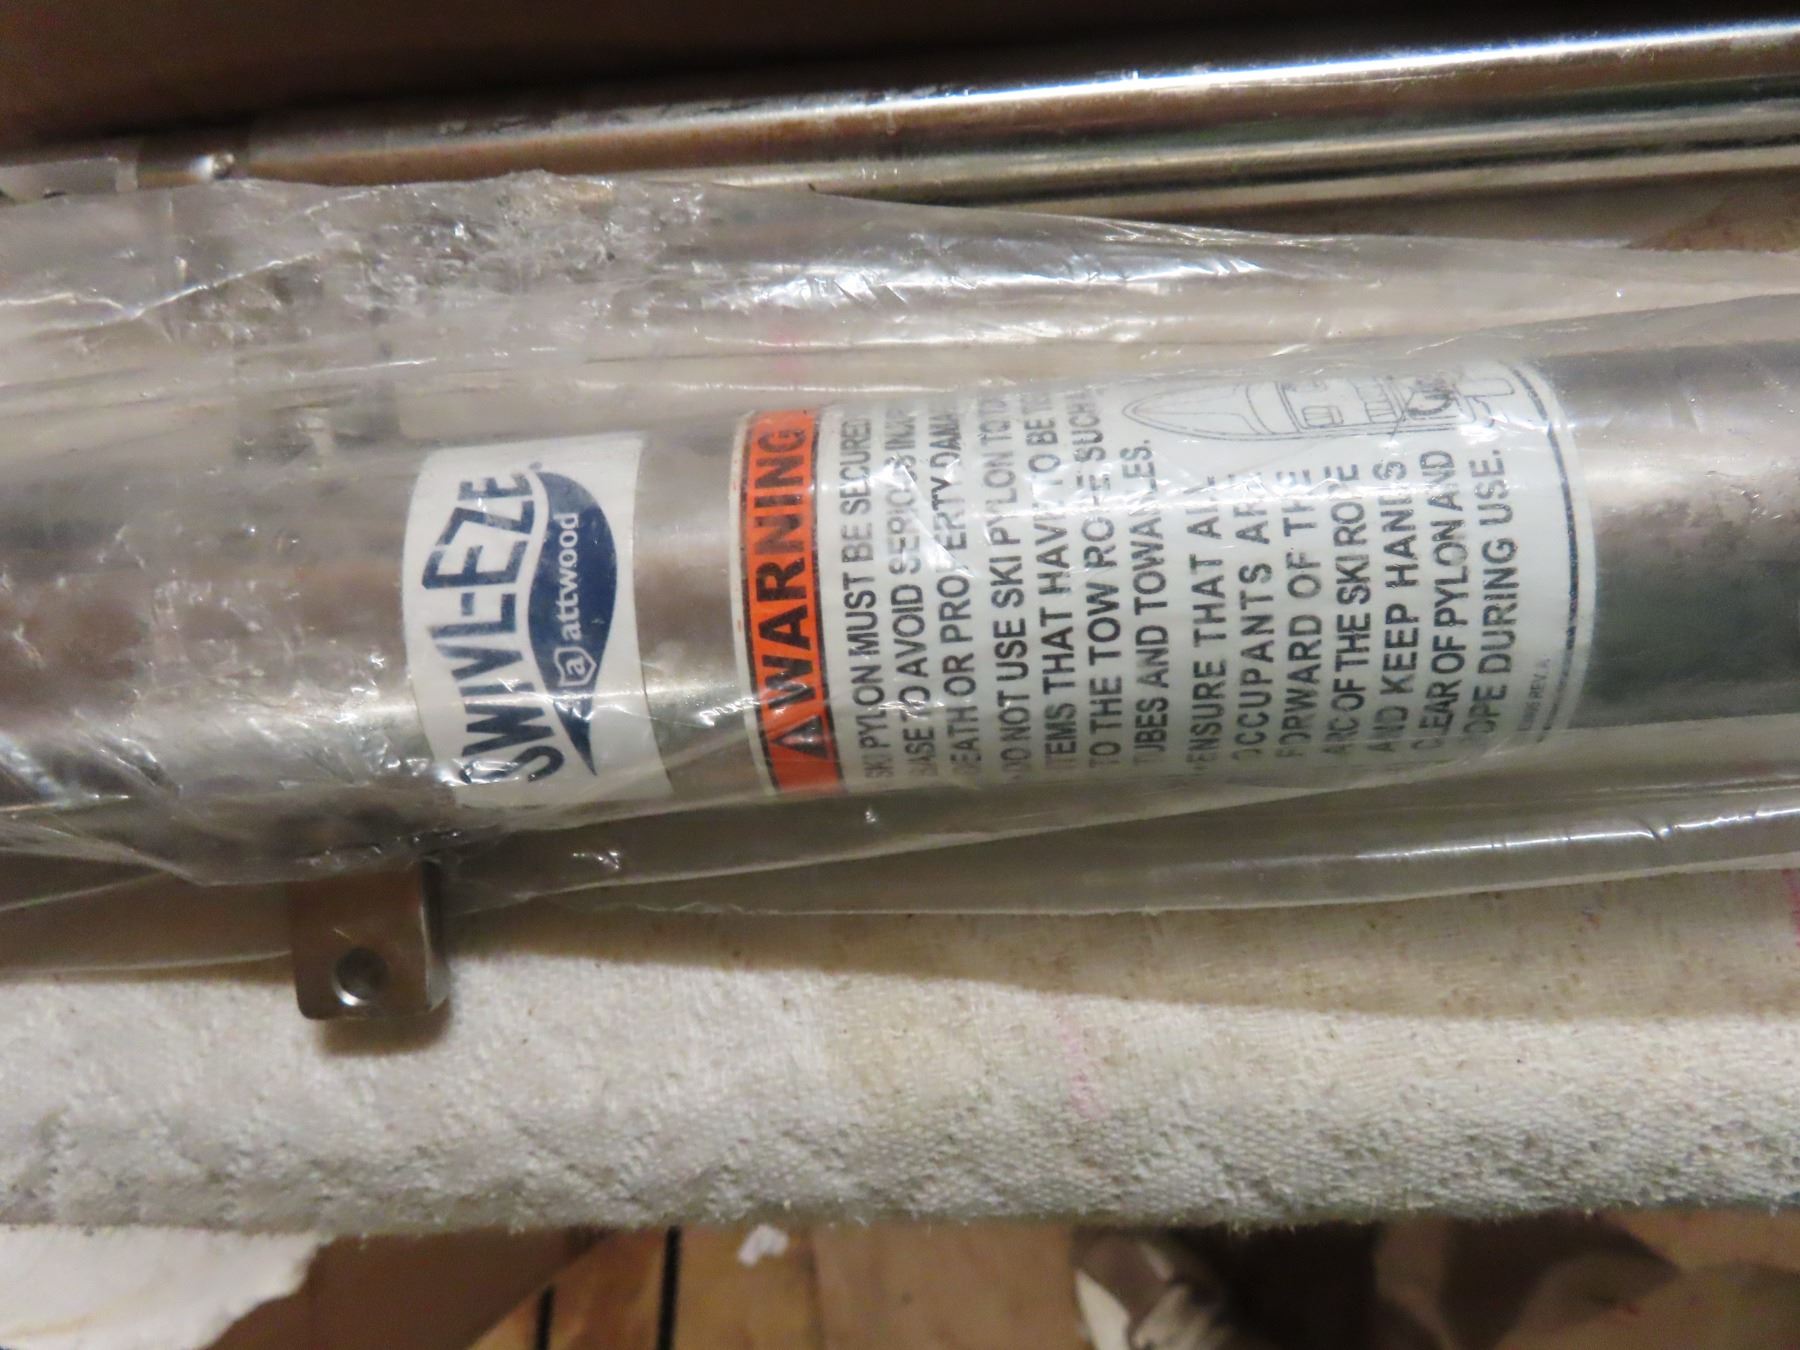 SWIVL-EZE
a attwood
WARNING
SKI PYLON MUST BE SECURED
BASE TO AVOID SERIOUS
DEATH OR PROPERTY
DO NOT USE SKI PYLON TO
ITEMS THAT HAVE TO BE
TO THE TOW ROPE SUCH
TUBES AND TOWABLES.
ENSURE THAT ALL
OCCUPANTS ARE
FORWARD OF THE
ARC OF THE SKI ROPE
AND KEEP HANDS
CLEAR OF PYLON AND
ROPE DURING USE.
REV. A